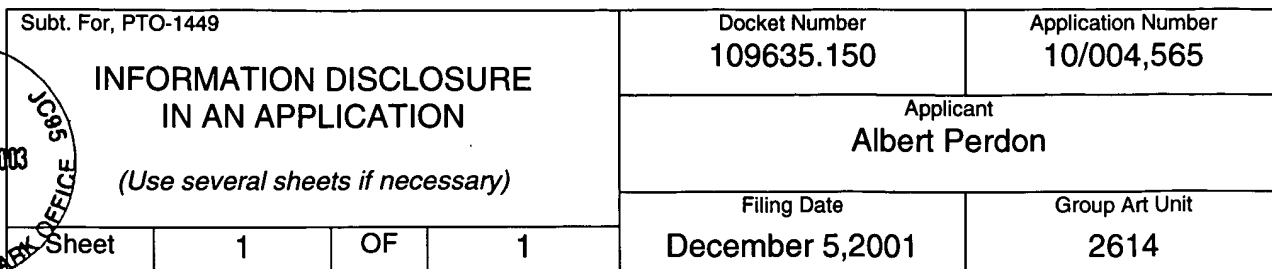 Subt. For, PTO-1449
INFORMATION DISCLOSURE
IN AN APPLICATION
(Use several sheets if necessary)
Sheet 1 OF 1
Docket Number
109635.150
Application Number
10/004,565
Applicant
Albert Perdon
Filing Date
December 5,2001
Group Art Unit
2614
JC95
OFFICE